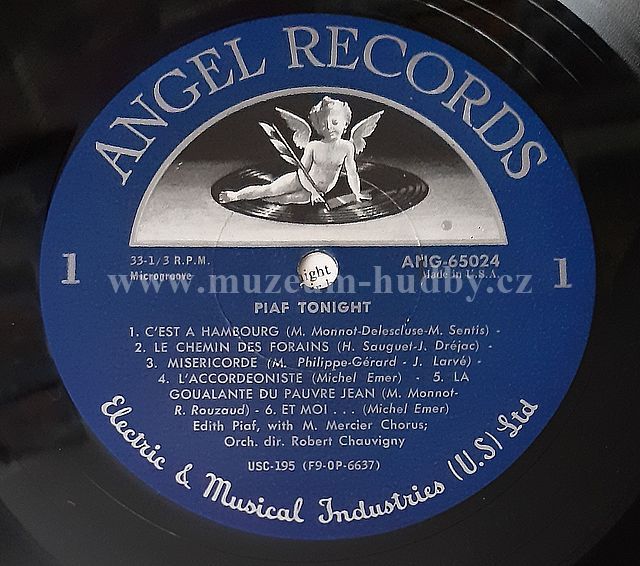 ANGEL RECORDS
1
33-1/3 R.P.M.
Microgroove
ANG-65024
Made in U.S.A.
1
ight
www.muzeum-hudby.cz
PIAF TONIGHT
1. C'EST A HAMBOURG (M. Monnot-Delescluse-M. Sentis) -
2. LE CHEMIN DES FORAINS (H. Sauguet-J. Dréjac) -
3. MISERICORDE (M. Philippe-Gérard - J. Larvé) -
4. L'ACCORDEONISTE (Michel Emer) - 5. LA
GOUALANTE DU PAUVRE JEAN (M. Monnot-
R. Rouzaud) - 6. ET MOI . . . (Michel Emer)
Edith Piaf, with M. Mercier Chorus;
Orch. dir. Robert Chauvigny
USC-195 (F9-OP-6637)
Electric & Musical Industries (U.S) Ltd